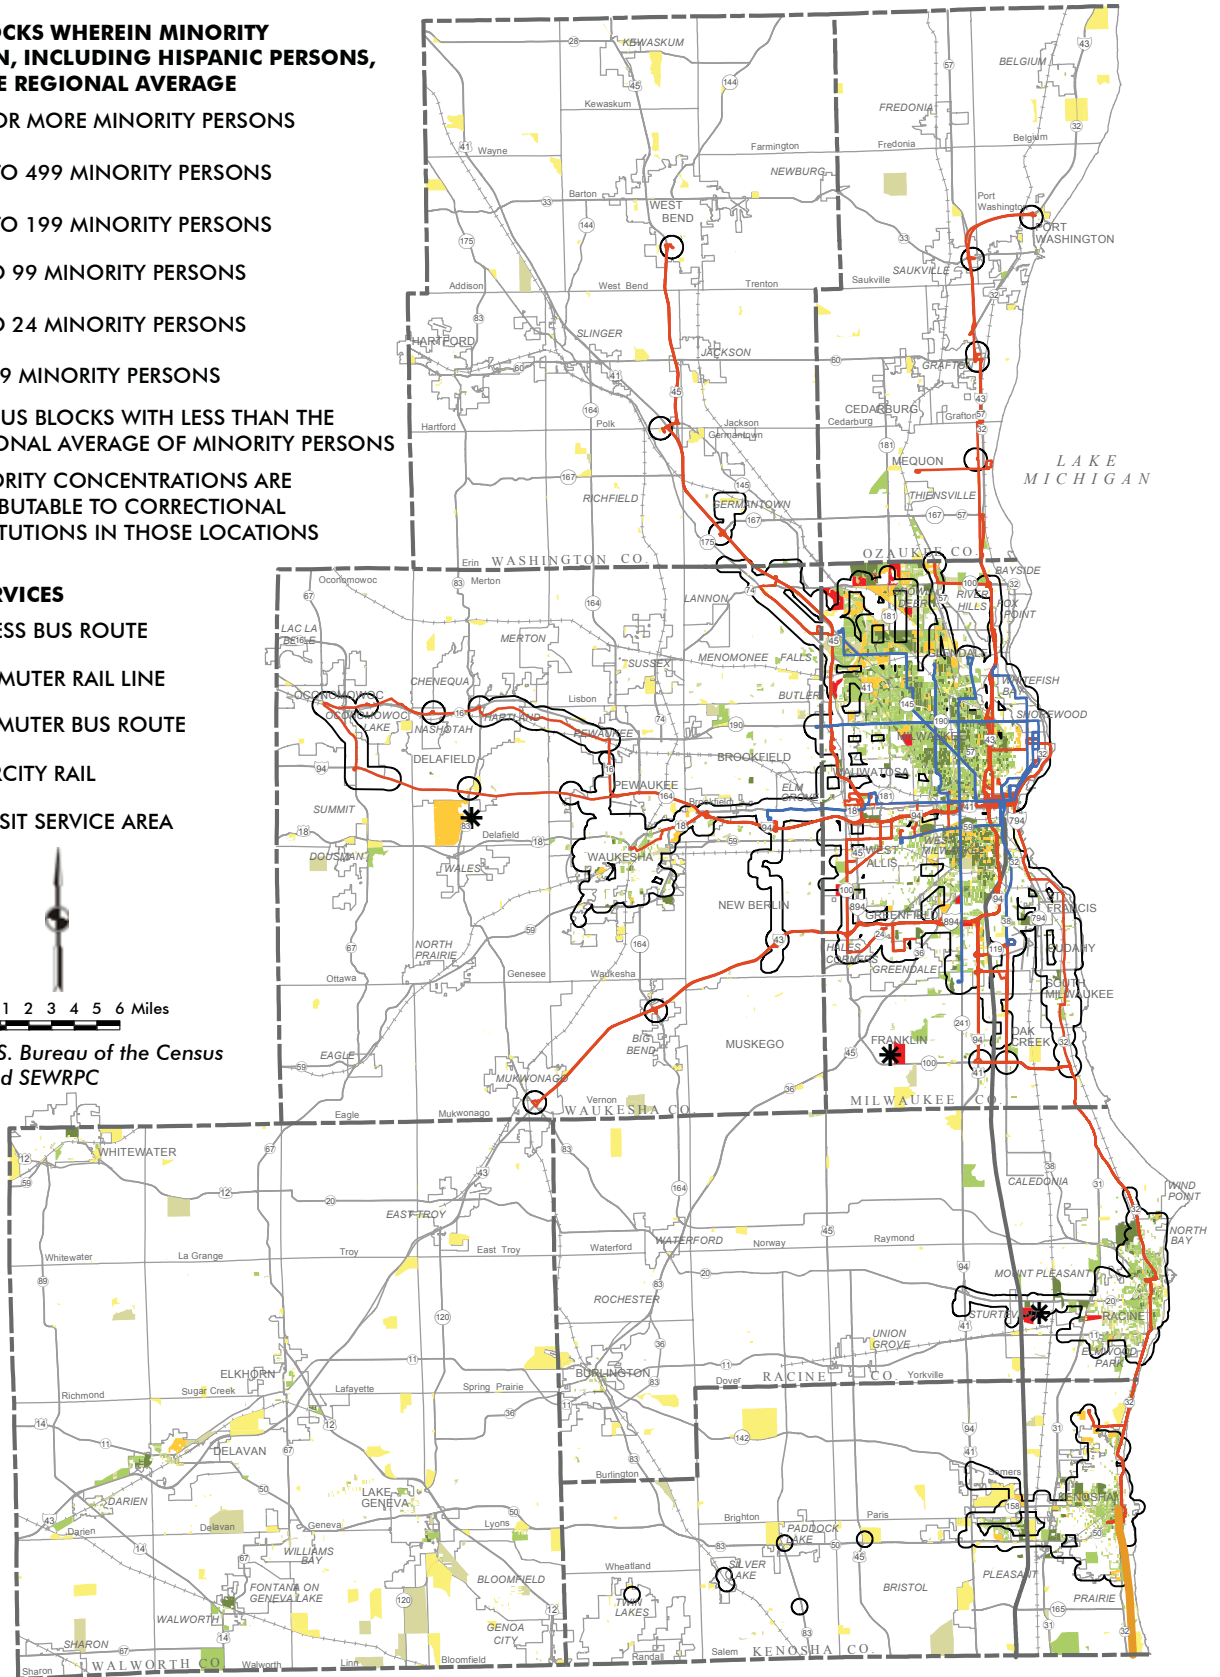 OCKS WHEREIN MINORITY
N, INCLUDING HISPANIC PERSONS,
E REGIONAL AVERAGE
OR MORE MINORITY PERSONS
TO 499 MINORITY PERSONS
TO 199 MINORITY PERSONS
O 99 MINORITY PERSONS
O 24 MINORITY PERSONS
9 MINORITY PERSONS
US BLOCKS WITH LESS THAN THE
ONAL AVERAGE OF MINORITY PERSONS
ORITY CONCENTRATIONS ARE
BUTABLE TO CORRECTIONAL
TUTIONS IN THOSE LOCATIONS
RVICES
ESS BUS ROUTE
MUTER RAIL LINE
MUTER BUS ROUTE
RCITY RAIL
SIT SERVICE AREA
1 2 3 4 5 6 Miles
S. Bureau of the Census
d SEWRPC
KEWASKUM
Kewaskum
BELGIUM
Belgium
FREDONIA
Fredonia
Wayne
Farmington
NEWBURG
Barton
WEST
BEND
Port
Washington
PORT
WASHINGTON
SAUKVILLE
Saukville
Addison
West Bend
Trenton
HARTFORD
SLINGER
JACKSON
GRAFTON
CEDARBURG
Grafton
Cedarburg
Hartford
Polk
Jackson
Germantown
MEQUON
THIENSVILLE
LAKE
MICHIGAN
RICHFIELD
GERMANTOWN
Erin
WASHINGTON CO.
OZAUKEE CO.
Oconomowoc
Merton
LANNON
BROWN
DEER
RIVER
HILLS
BAYSIDE
FOX
POINT
LAC LA
BELLE
MERTON
SUSSEX
MENOMONEE FALLS
GLENDALE
CHENEQUA
BUTLER
WHITEFISH
BAY
OCONOMOWOC
Lisbon
OCONOMOWOC
LAKE
NASHOTAH
HARTLAND
PEWAUKEE
SHOREWOOD
MILWAUKEE
DELAFIELD
BROOKFIELD
WAUWATOSA
PEWAUKEE
ELM
GROVE
Brookfield
SUMMIT
Delafield
DOUSMAN
WALES
WAUKESHA
WEST
MILWAUKEE
WEST
ALLIS
NEW BERLIN
ST.
FRANCIS
GREENFIELD
CUDAHY
NORTH
PRAIRIE
HALES
CORNERS
GREENDALE
Ottawa
Genesee
Waukesha
SOUTH
MILWAUKEE
BIG
BEND
MUSKEGO
FRANKLIN
OAK
CREEK
EAGLE
MUKWONAGO
Eagle
Mukwonago
Vernon
WAUKESHA CO.
MILWAUKEE CO.
WHITEWATER
CALEDONIA
WIND
POINT
NORTH
BAY
EAST TROY
Whitewater
La Grange
Troy
East Troy
Waterford
WATERFORD
Norway
Raymond
MOUNT PLEASANT
ROCHESTER
STURTEVANT
RACINE
UNION
GROVE
ELMWOOD
PARK
ELKHORN
BURLINGTON
Dover
RACINE CO.
Yorkville
Richmond
Sugar Creek
Lafayette
Spring Prairie
DELAVAN
Burlington
Somers
LAKE
GENEVA
KENOSHA
DARIEN
Darien
Delavan
Geneva
Lyons
Brighton
Paris
PADDOCK
LAKE
WILLIAMS
BAY
Wheatland
SILVER
LAKE
PLEASANT
PRAIRIE
FONTANA ON
GENEVA LAKE
BLOOMFIELD
TWIN
LAKES
BRISTOL
WALWORTH
GENOA
CITY
SHARON
Sharon
WALWORTH CO.
Walworth
Linn
Bloomfield
Randall
Salem
KENOSHA CO.